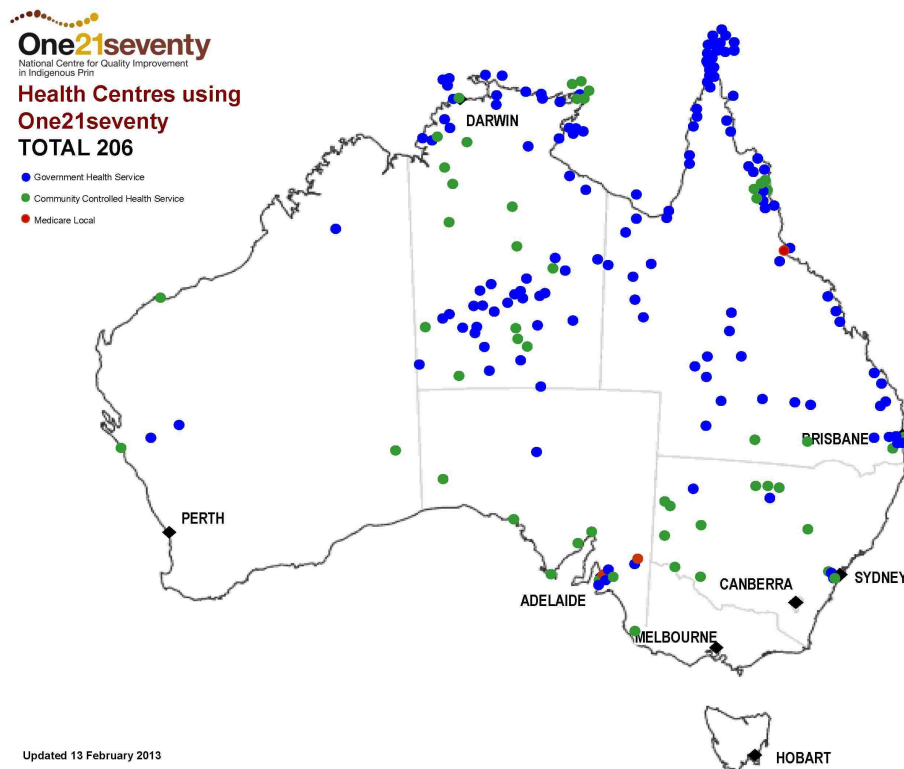 One21seventy
National Centre for Quality Improvement
in Indigenous Prin
Health Centres using
One21seventy
TOTAL 206
Government Health Service
Community Controlled Health Service
Medicare Local
DARWIN
BRISBANE
PERTH
SYDNEY
CANBERRA
ADELAIDE
MELBOURNE
HOBART
Updated 13 February 2013